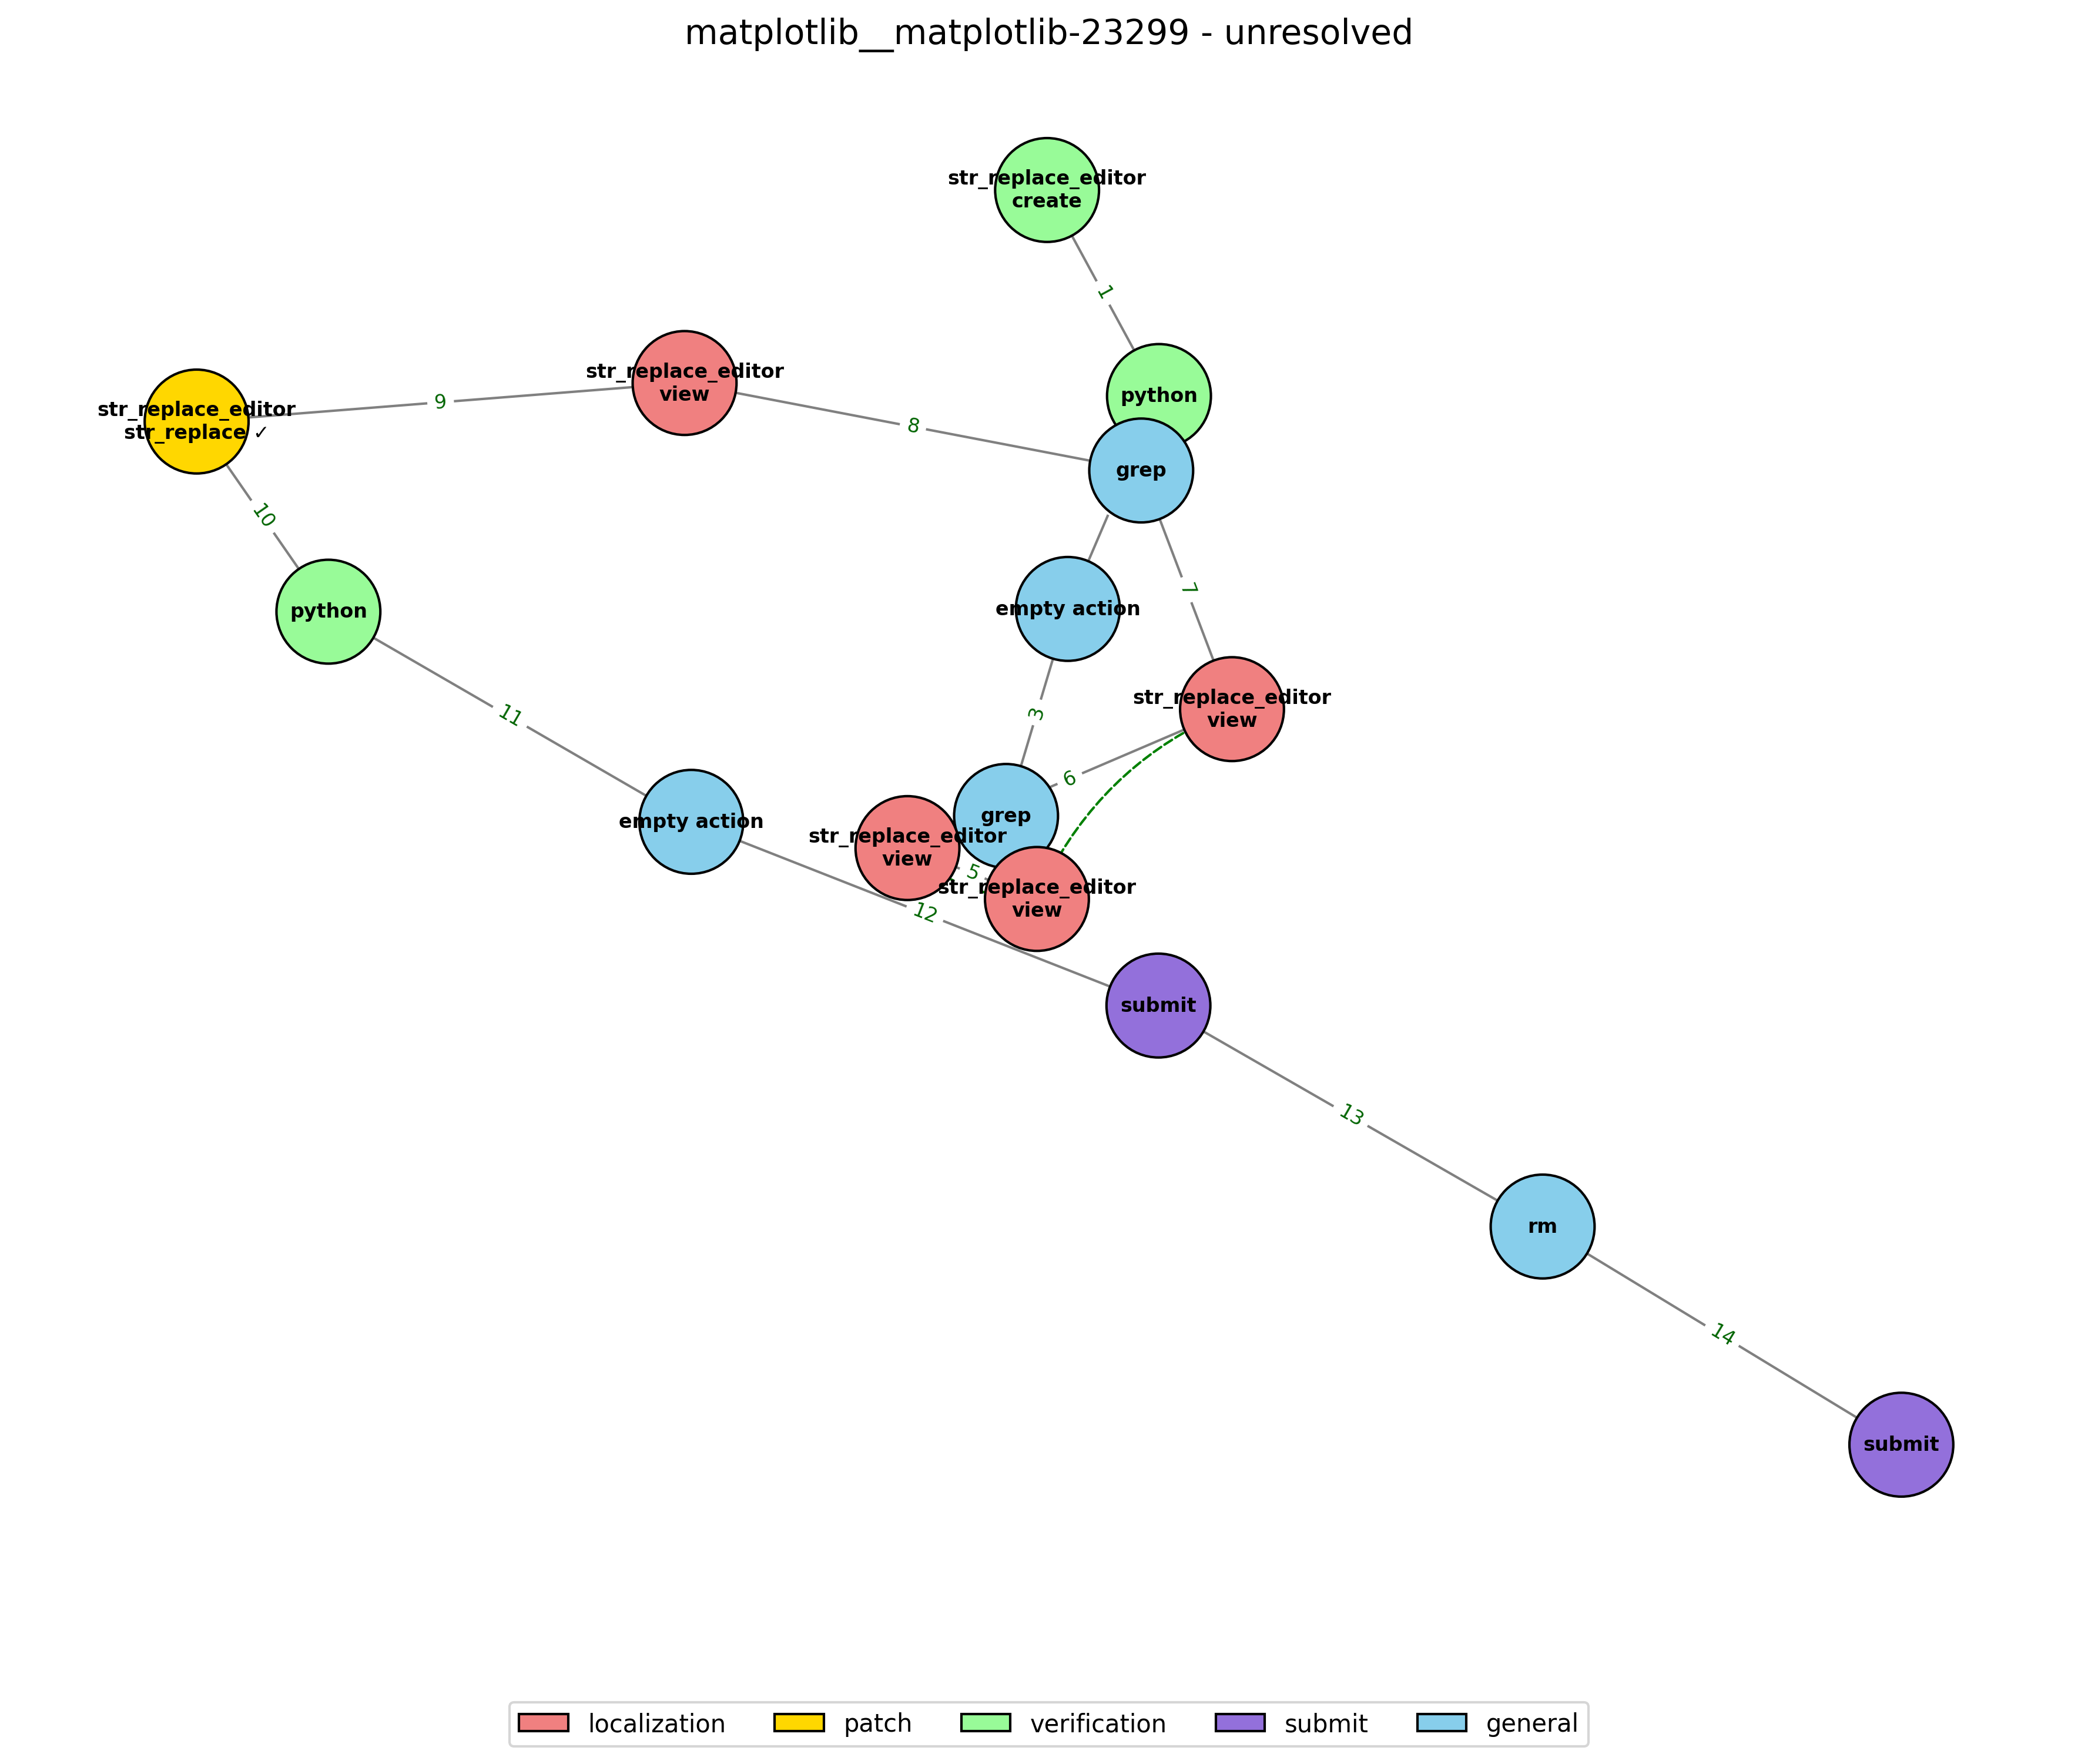 matplotlib__matplotlib-23299 - unresolved
str_replace_editor
create
1
python
str_replace_editor
view
8
9
str_replace_editor
str_replace ✓
grep
10
7
python
empty action
str_replace_editor
view
3
11
6
grep
empty action
str_replace_editor
view
5
str_replace_editor
view
12
submit
13
rm
14
submit
localization
patch
verification
submit
general